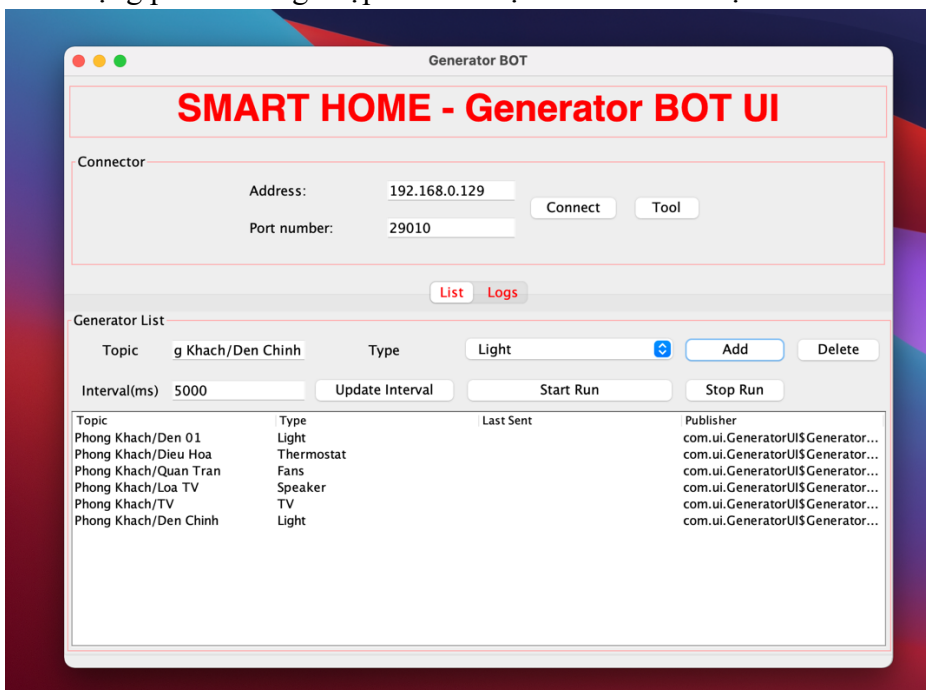 Generator BOT
SMART HOME - Generator BOT UI
Connector
Address: 192.168.0.129
Connect Tool
Port number: 29010
List Logs
Generator List
Topic g Khach/Den Chinh Type Light Add Delete
Interval(ms) 5000 Update Interval Start Run Stop Run
Topic Type Last Sent Publisher
Phong Khach/Den 01 Light com.ui.GeneratorUI$Generator...
Phong Khach/Dieu Hoa Thermostat com.ui.GeneratorUI$Generator...
Phong Khach/Quan Tran Fans com.ui.GeneratorUI$Generator...
Phong Khach/Loa TV Speaker com.ui.GeneratorUI$Generator...
Phong Khach/TV TV com.ui.GeneratorUI$Generator...
Phong Khach/Den Chinh Light com.ui.GeneratorUI$Generator...